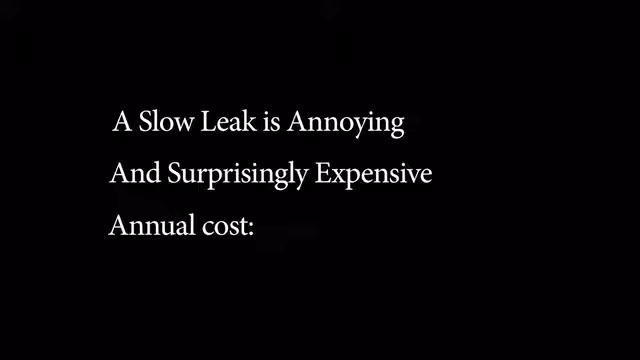 A Slow Leak is Annoying
And Surprisingly Expensive
Annual cost: